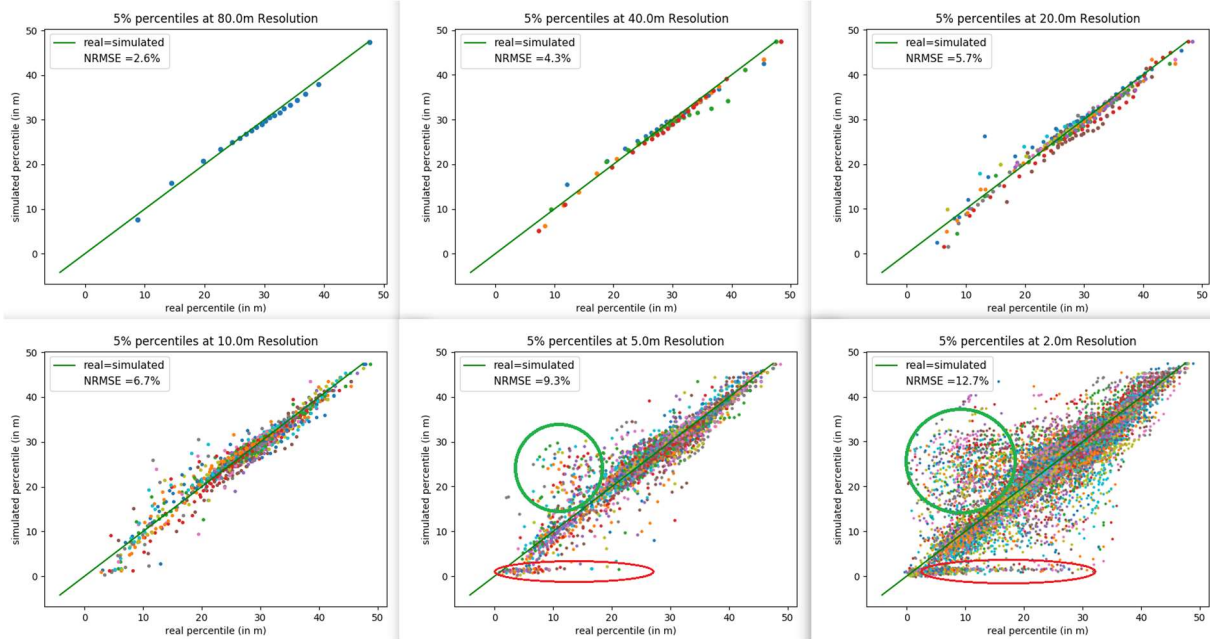 5% percentiles at 80.0m Resolution
50
40
30
20
10
0
simulated percentile (in m)
real=simulated
NRMSE =2.6%
0 10 20 30 40 50
real percentile (in m)
5% percentiles at 40.0m Resolution
50
40
30
20
10
0
simulated percentile (in m)
real=simulated
NRMSE =4.3%
0 10 20 30 40 50
real percentile (in m)
5% percentiles at 20.0m Resolution
50
40
30
20
10
0
simulated percentile (in m)
real=simulated
NRMSE =5.7%
0 10 20 30 40 50
real percentile (in m)
5% percentiles at 10.0m Resolution
50
40
30
20
10
0
simulated percentile (in m)
real=simulated
NRMSE =6.7%
0 10 20 30 40 50
real percentile (in m)
5% percentiles at 5.0m Resolution
50
40
30
20
10
0
simulated percentile (in m)
real=simulated
NRMSE =9.3%
0 10 20 30 40 50
real percentile (in m)
5% percentiles at 2.0m Resolution
50
40
30
20
10
0
simulated percentile (in m)
real=simulated
NRMSE =12.7%
0 10 20 30 40 50
real percentile (in m)